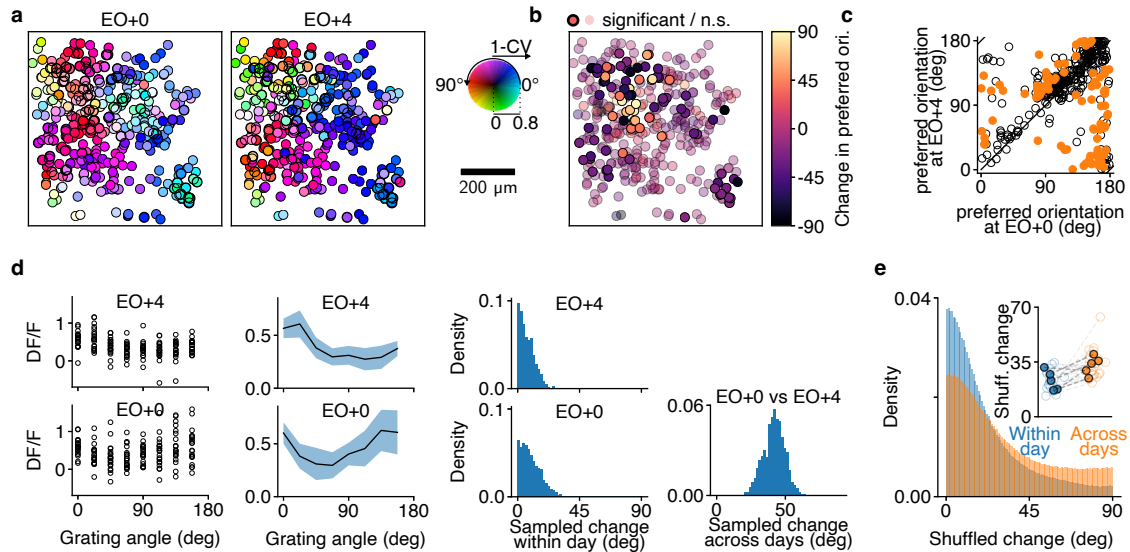 a
EO+0
EO+4
1-CV
90°
0°
0
0.8
200 µm
b
significant / n.s.
90
45
0
-45
-90
Change in preferred ori.
c
preferred orientation
at EO+4 (deg)
180
90
0
0
90
180
preferred orientation
at EO+0 (deg)
d
EO+4
DF/F
1
0
EO+0
DF/F
1
0
0
90
180
Grating angle (deg)
EO+4
0.5
0.0
EO+0
0.5
0.0
0
90
180
Grating angle (deg)
EO+4
Density
0.1
0.0
EO+0
Density
0.1
0.0
0
90
Sampled change
within day (deg)
EO+0 vs EO+4
0.06
0.00
0
50
Sampled change
across days (deg)
e
0.04
0.00
Density
0
45
90
Shuffled change (deg)
Shuff. change
70
35
0
Within
day
Across
days